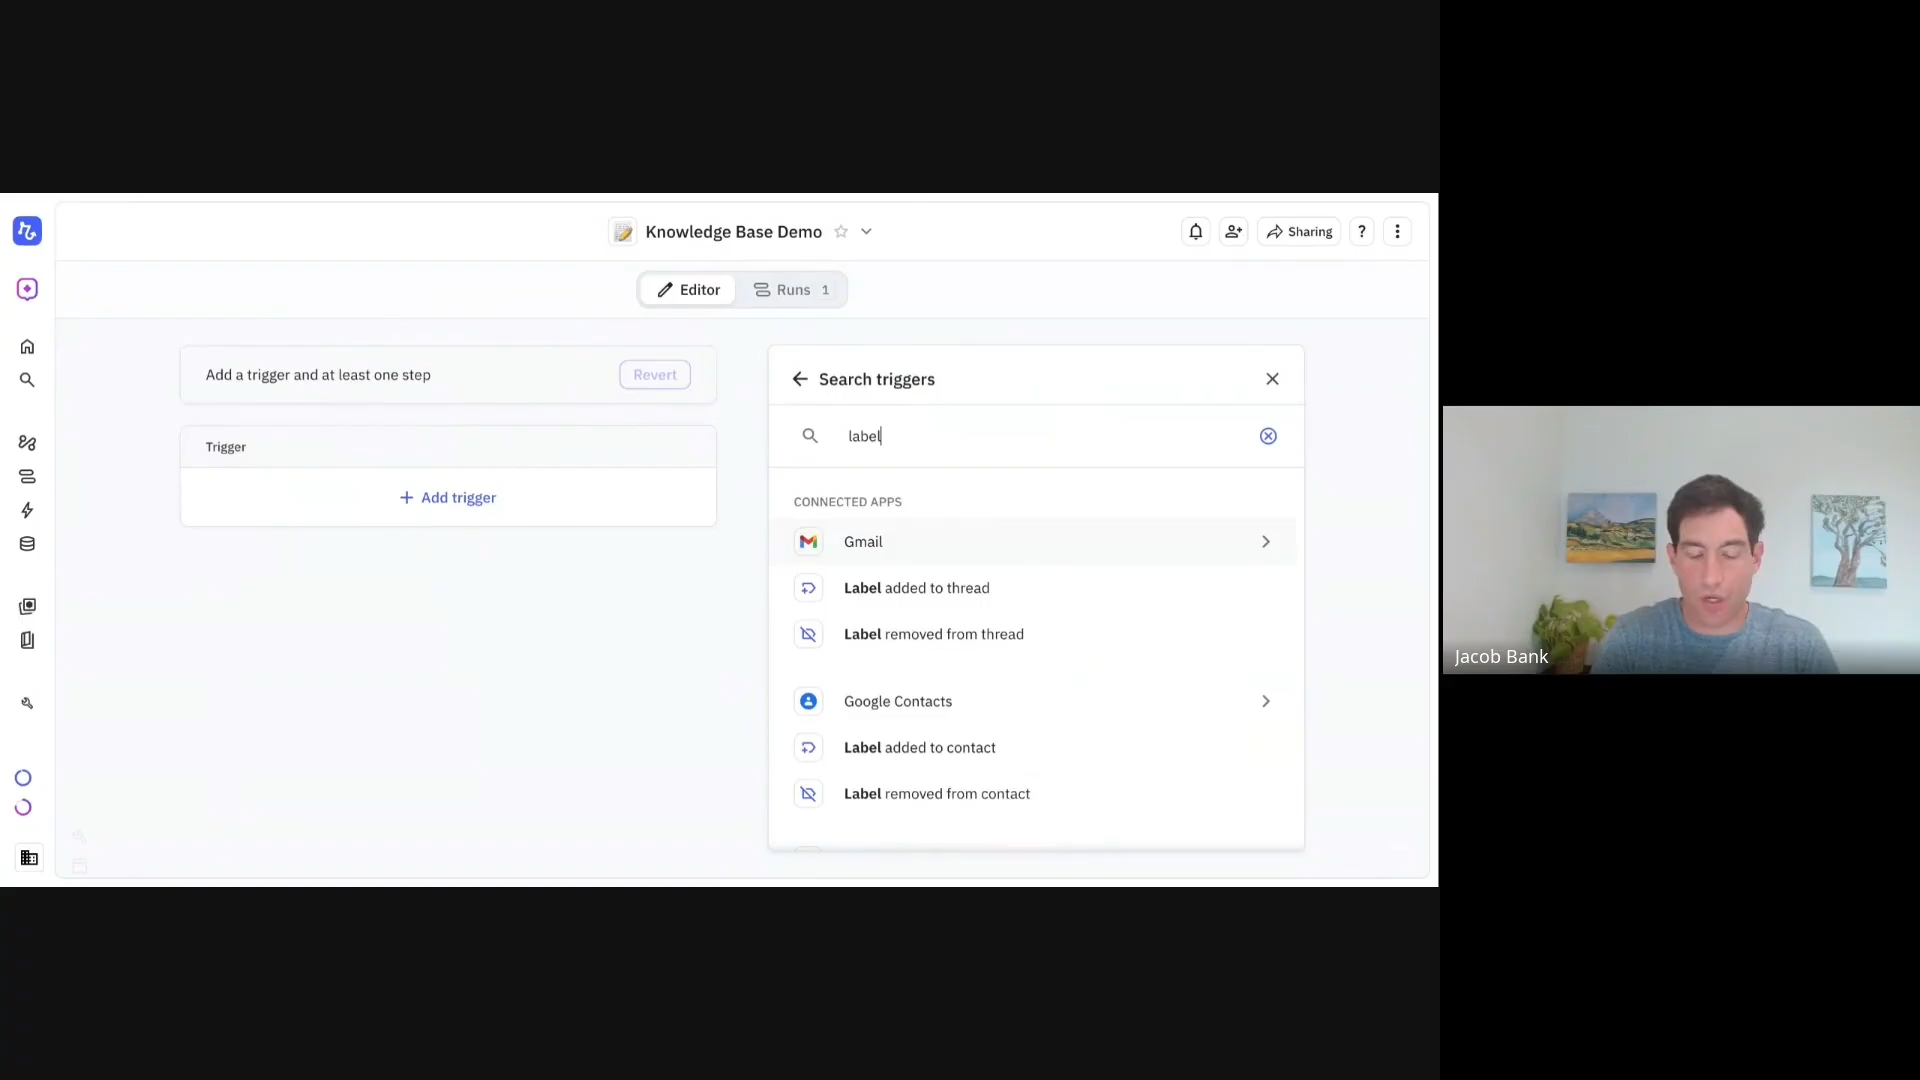 Knowledge Base Demo
Sharing
?
Editor
Runs 1
Add a trigger and at least one step
Revert
Trigger
+ Add trigger
Search triggers
label
CONNECTED APPS
Gmail
Label added to thread
Label removed from thread
Google Contacts
Label added to contact
Label removed from contact
Jacob Bank